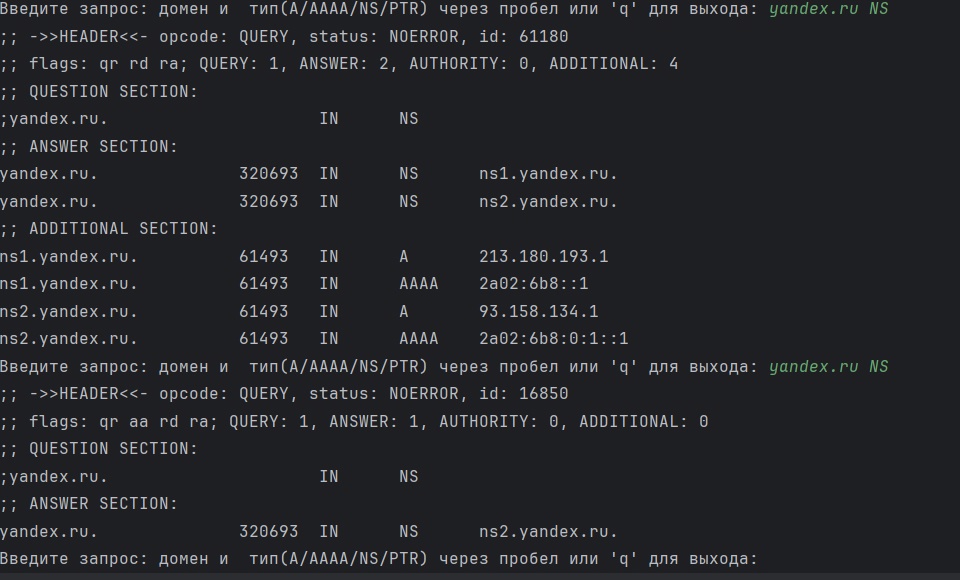 Введите запрос: домен и  тип(A/AAAA/NS/PTR) через пробел или 'q' для выхода: yandex.ru NS
;; ->>HEADER<<- opcode: QUERY, status: NOERROR, id: 61180
;; flags: qr rd ra; QUERY: 1, ANSWER: 2, AUTHORITY: 0, ADDITIONAL: 4
;; QUESTION SECTION:
;yandex.ru.                     IN      NS
;; ANSWER SECTION:
yandex.ru.              320693  IN      NS      ns1.yandex.ru.
yandex.ru.              320693  IN      NS      ns2.yandex.ru.
;; ADDITIONAL SECTION:
ns1.yandex.ru.          61493   IN      A       213.180.193.1
ns1.yandex.ru.          61493   IN      AAAA    2a02:6b8::1
ns2.yandex.ru.          61493   IN      A       93.158.134.1
ns2.yandex.ru.          61493   IN      AAAA    2a02:6b8:0:1::1
Введите запрос: домен и  тип(A/AAAA/NS/PTR) через пробел или 'q' для выхода: yandex.ru NS
;; ->>HEADER<<- opcode: QUERY, status: NOERROR, id: 16850
;; flags: qr aa rd ra; QUERY: 1, ANSWER: 1, AUTHORITY: 0, ADDITIONAL: 0
;; QUESTION SECTION:
;yandex.ru.                     IN      NS
;; ANSWER SECTION:
yandex.ru.              320693  IN      NS      ns2.yandex.ru.
Введите запрос: домен и  тип(A/AAAA/NS/PTR) через пробел или 'q' для выхода: